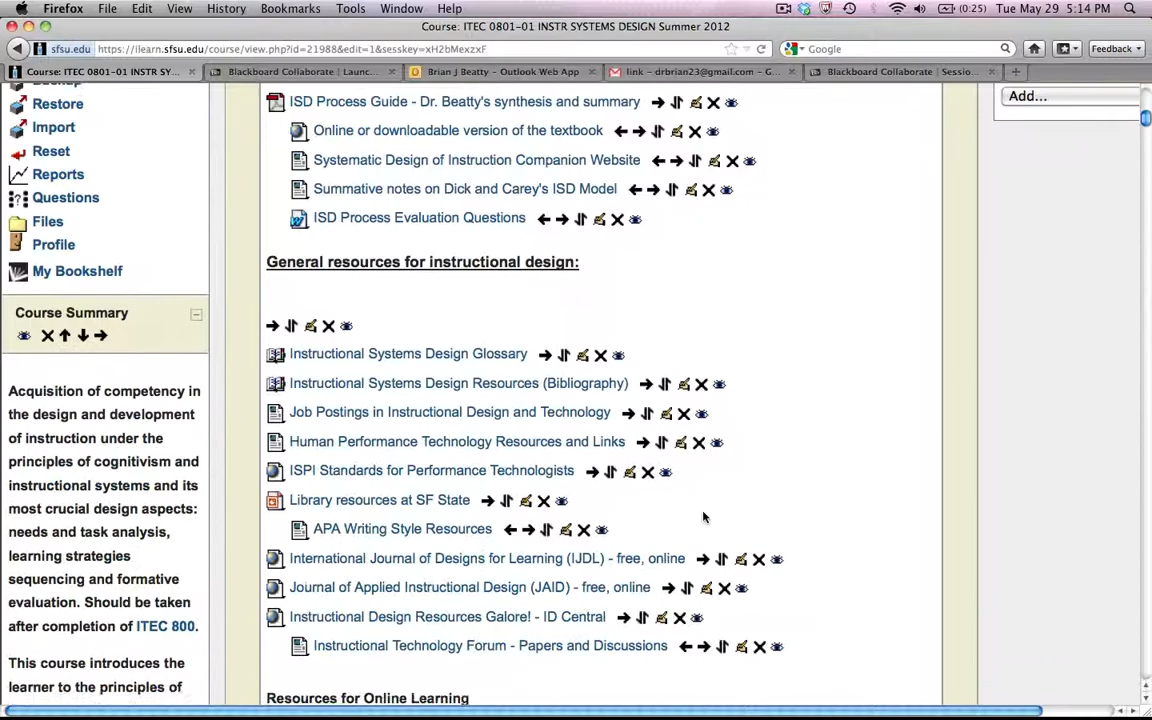 Firefox File Edit View History Bookmarks Tools Window Help (0:25) Tue May 29 5:14 PM
Course: ITEC 0801-01 INSTR SYSTEMS DESIGN Summer 2012
sfsu.edu https://ilearn.sfsu.edu/course/view.php?id=21988&edit=1&sesskey=xH2bMexzxF Google Feedback
Course: ITEC 0801-01 INSTR SY... Blackboard Collaborate | Launc... Brian J Beatty - Outlook Web App link - drbrian23@gmail.com - G... Blackboard Collaborate | Sessio...
Restore
Import
Reset
Reports
Questions
Files
Profile
My Bookshelf
Course Summary
Acquisition of competency in
the design and development
of instruction under the
principles of cognitivism and
instructional systems and its
most crucial design aspects:
needs and task analysis,
learning strategies
sequencing and formative
evaluation. Should be taken
after completion of ITEC 800.
This course introduces the
learner to the principles of
ISD Process Guide - Dr. Beatty's synthesis and summary
Online or downloadable version of the textbook
Systematic Design of Instruction Companion Website
Summative notes on Dick and Carey's ISD Model
ISD Process Evaluation Questions
General resources for instructional design:
Instructional Systems Design Glossary
Instructional Systems Design Resources (Bibliography)
Job Postings in Instructional Design and Technology
Human Performance Technology Resources and Links
ISPI Standards for Performance Technologists
Library resources at SF State
APA Writing Style Resources
International Journal of Designs for Learning (IJDL) - free, online
Journal of Applied Instructional Design (JAID) - free, online
Instructional Design Resources Galore! - ID Central
Instructional Technology Forum - Papers and Discussions
Resources for Online Learning
Add...